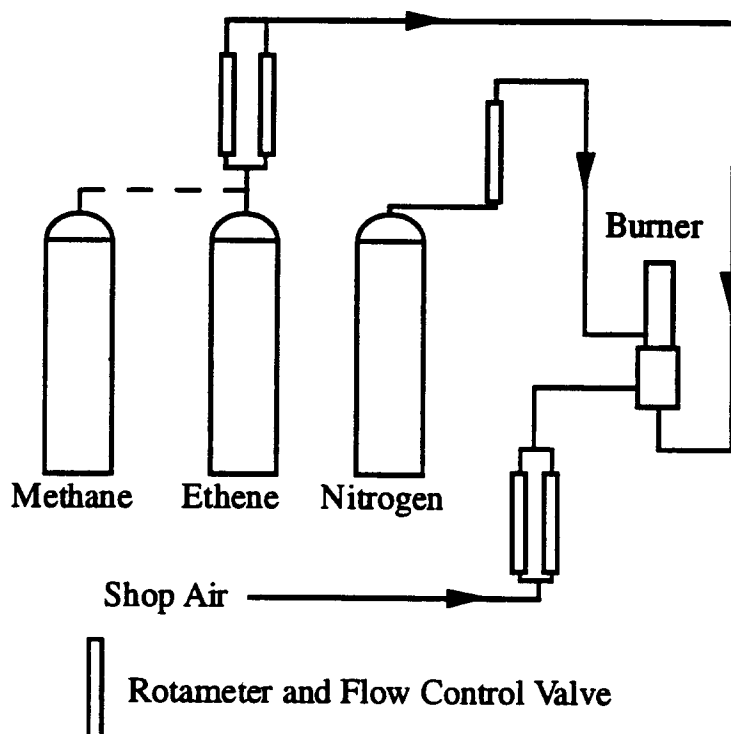 Burner
Methane
Ethene
Nitrogen
Shop Air
Rotameter and Flow Control Valve